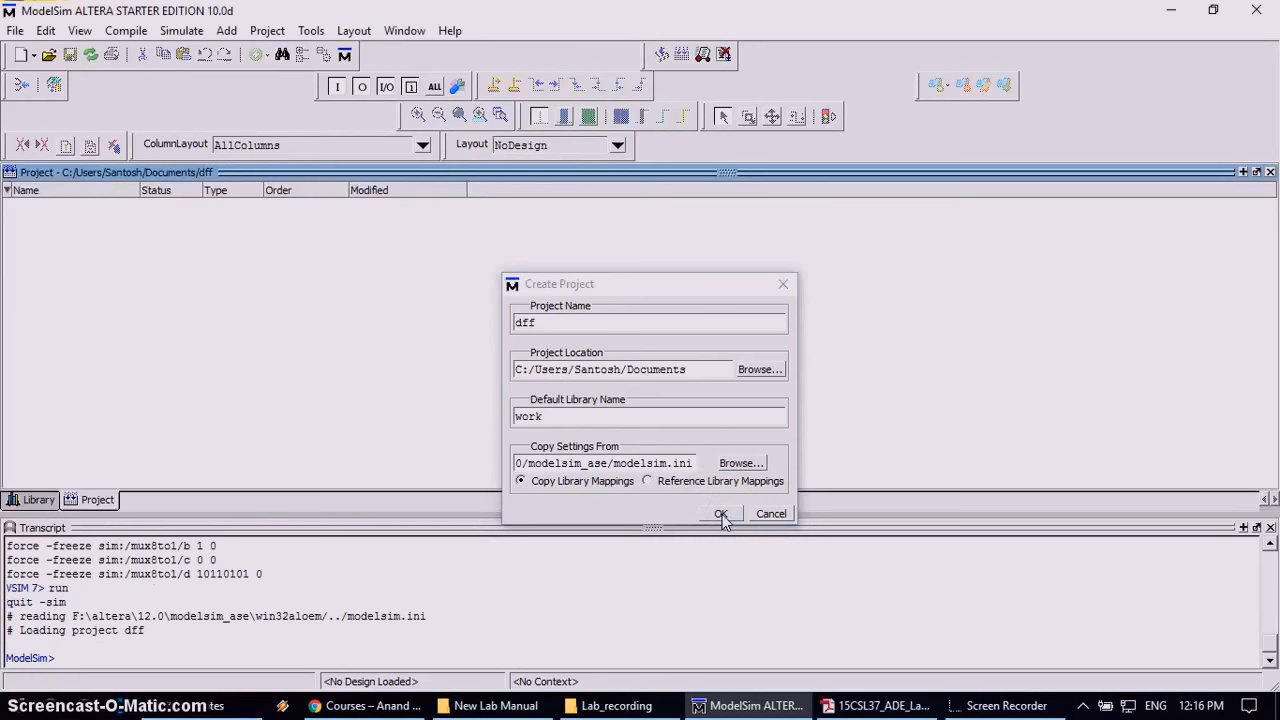 ModelSim ALTERA STARTER EDITION 10.0d
File Edit View Compile Simulate Add Project Tools Layout Window Help
I O I/O ALL
ColumnLayout AllColumns Layout NoDesign
Project - C:/Users/Santosh/Documents/dff
Name Status Type Order Modified
Create Project
Project Name
dff
Project Location
C:/Users/Santosh/Documents Browse...
Default Library Name
work
Copy Settings From
0/modelsim_ase/modelsim.ini Browse...
Copy Library Mappings Reference Library Mappings
OK Cancel
Library Project
Transcript
force -freeze sim:/mux8to1/b 1 0
force -freeze sim:/mux8to1/c 0 0
force -freeze sim:/mux8to1/d 10110101 0
VSIM 7> run
quit -sim
# reading F:\altera\12.0\modelsim_ase\win32aloem/../modelsim.ini
# Loading project dff
ModelSim>
<No Design Loaded> <No Context>
Screencast-O-Matic.com tes Courses – Anand ... New Lab Manual Lab_recording ModelSim ALTER... 15CSL37_ADE_La... Screen Recorder ENG 12:16 PM